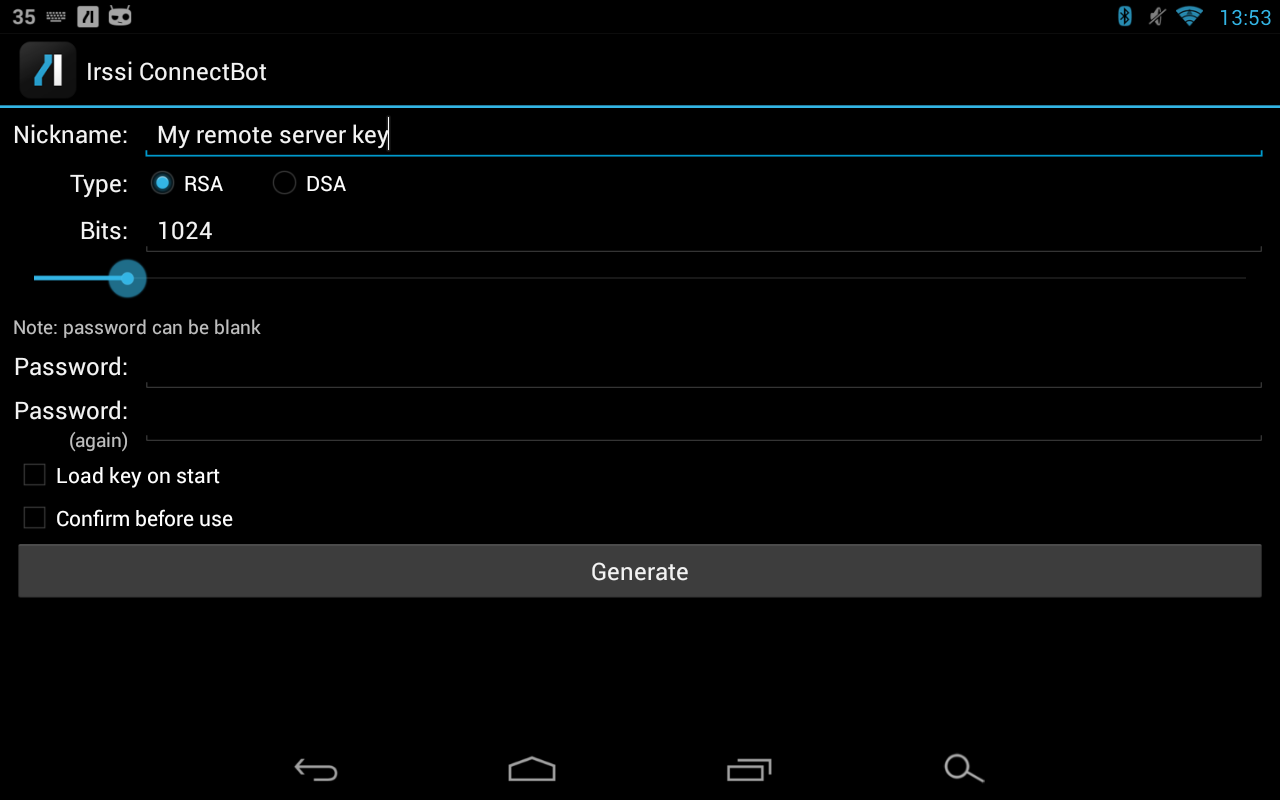 35 13:53
Irssi ConnectBot
Nickname: My remote server key
Type: RSA DSA
Bits: 1024
Note: password can be blank
Password:
Password:
(again)
Load key on start
Confirm before use
Generate